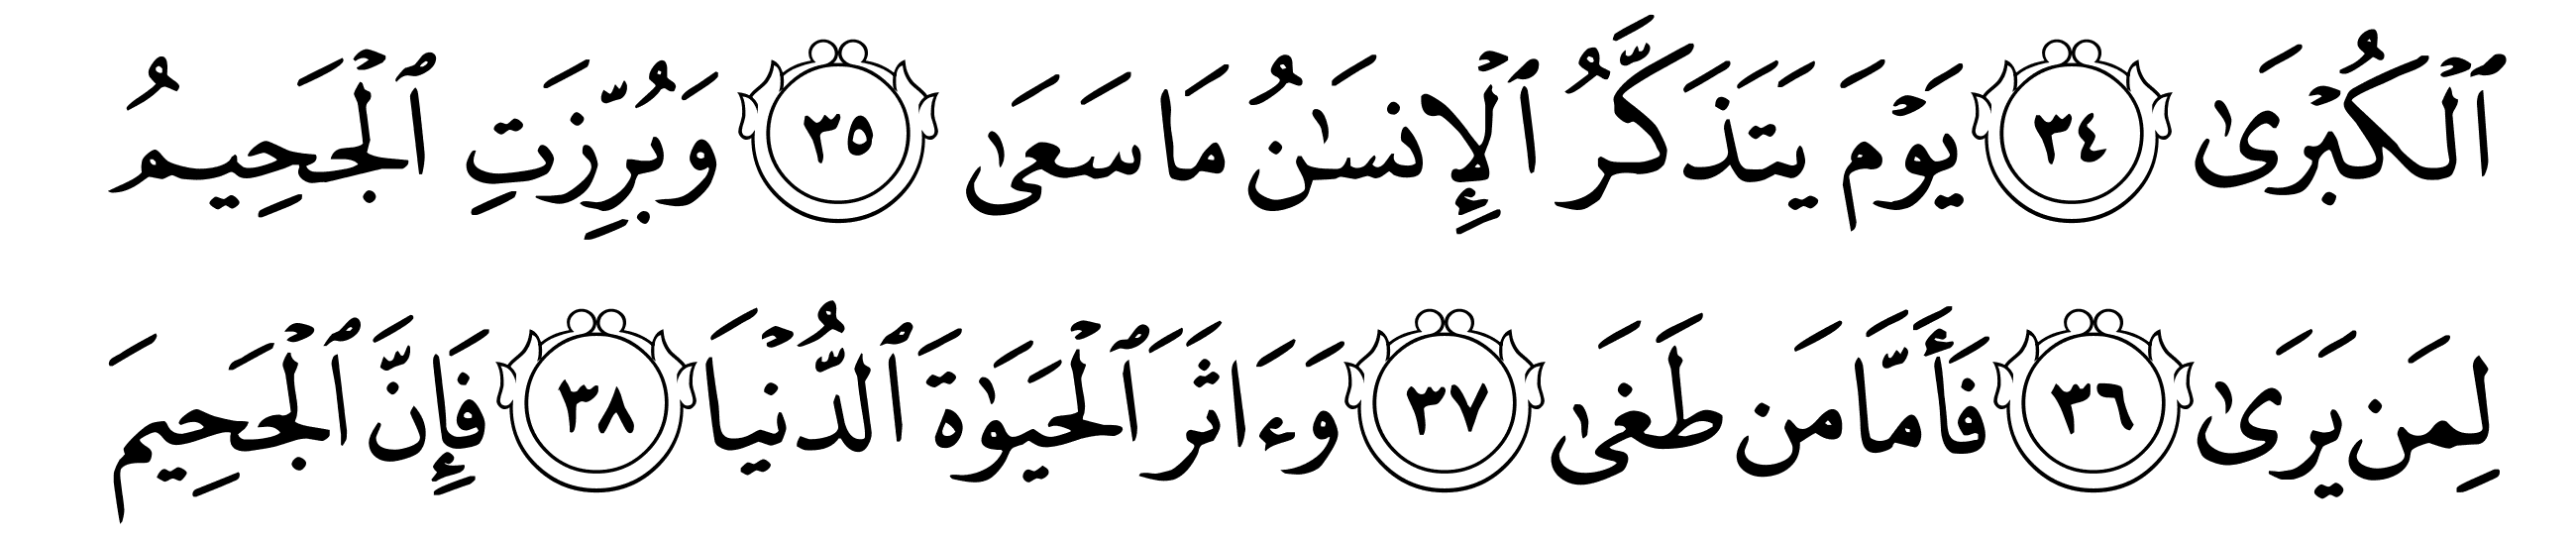 ٱلۡكُبۡرَىٰ ٣٤ يَوۡمَ يَتَذَكَّرُ ٱلۡإِنسَٰنُ مَا سَعَىٰ ٣٥ وَبُرِّزَتِ ٱلۡجَحِيمُ
لِمَن يَرَىٰ ٣٦ فَأَمَّا مَن طَغَىٰ ٣٧ وَءَاثَرَ ٱلۡحَيَوٰةَ ٱلدُّنۡيَا ٣٨ فَإِنَّ ٱلۡجَحِيمَ